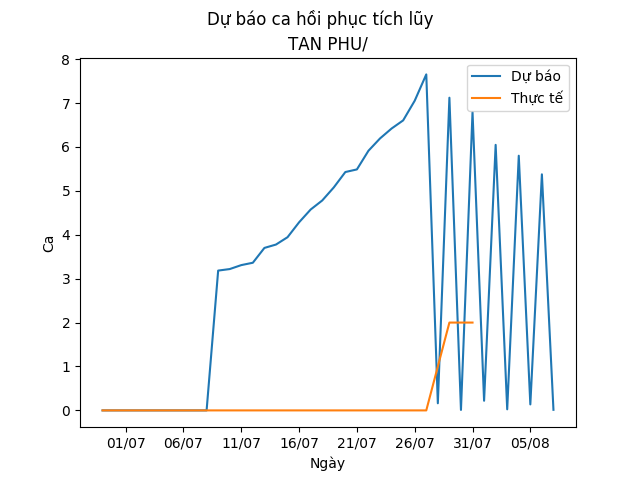 Dự báo ca hồi phục tích lũy
TAN PHU/
8
7
6
5
4
3
2
1
0
Ca
Dự báo
Thực tế
01/07
06/07
11/07
16/07
21/07
26/07
31/07
05/08
Ngày